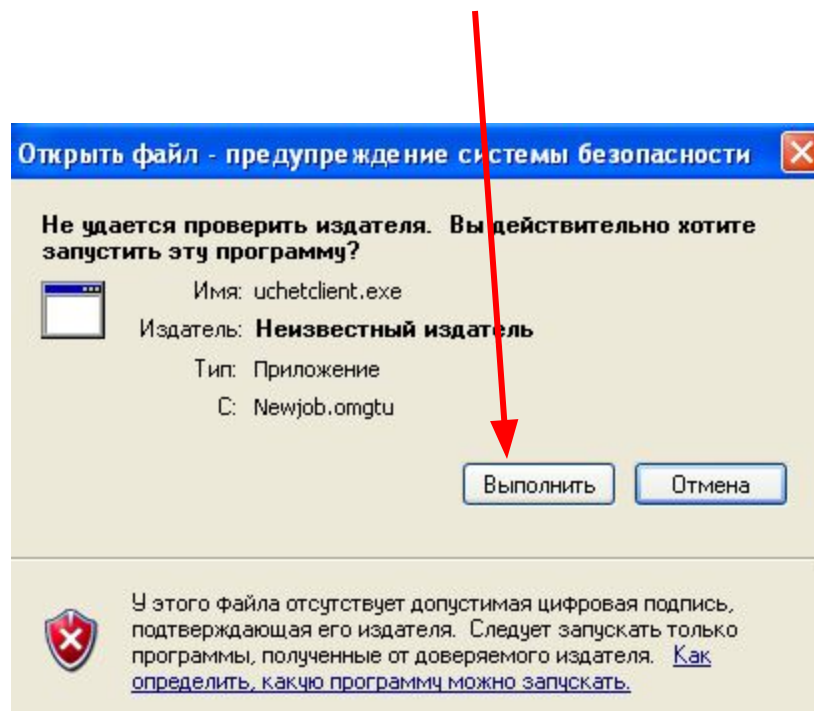 Открыть файл - предупреждение системы безопасности
Не удается проверить издателя. Вы действительно хотите
запустить эту программу?
Имя: uchetclient.exe
Издатель: Неизвестный издатель
Тип: Приложение
С: Newjob.omgtu
Выполнить
Отмена
У этого файла отсутствует допустимая цифровая подпись,
подтверждающая его издателя. Следует запускать только
программы, полученные от доверяемого издателя. Как
определить, какую программу можно запускать.